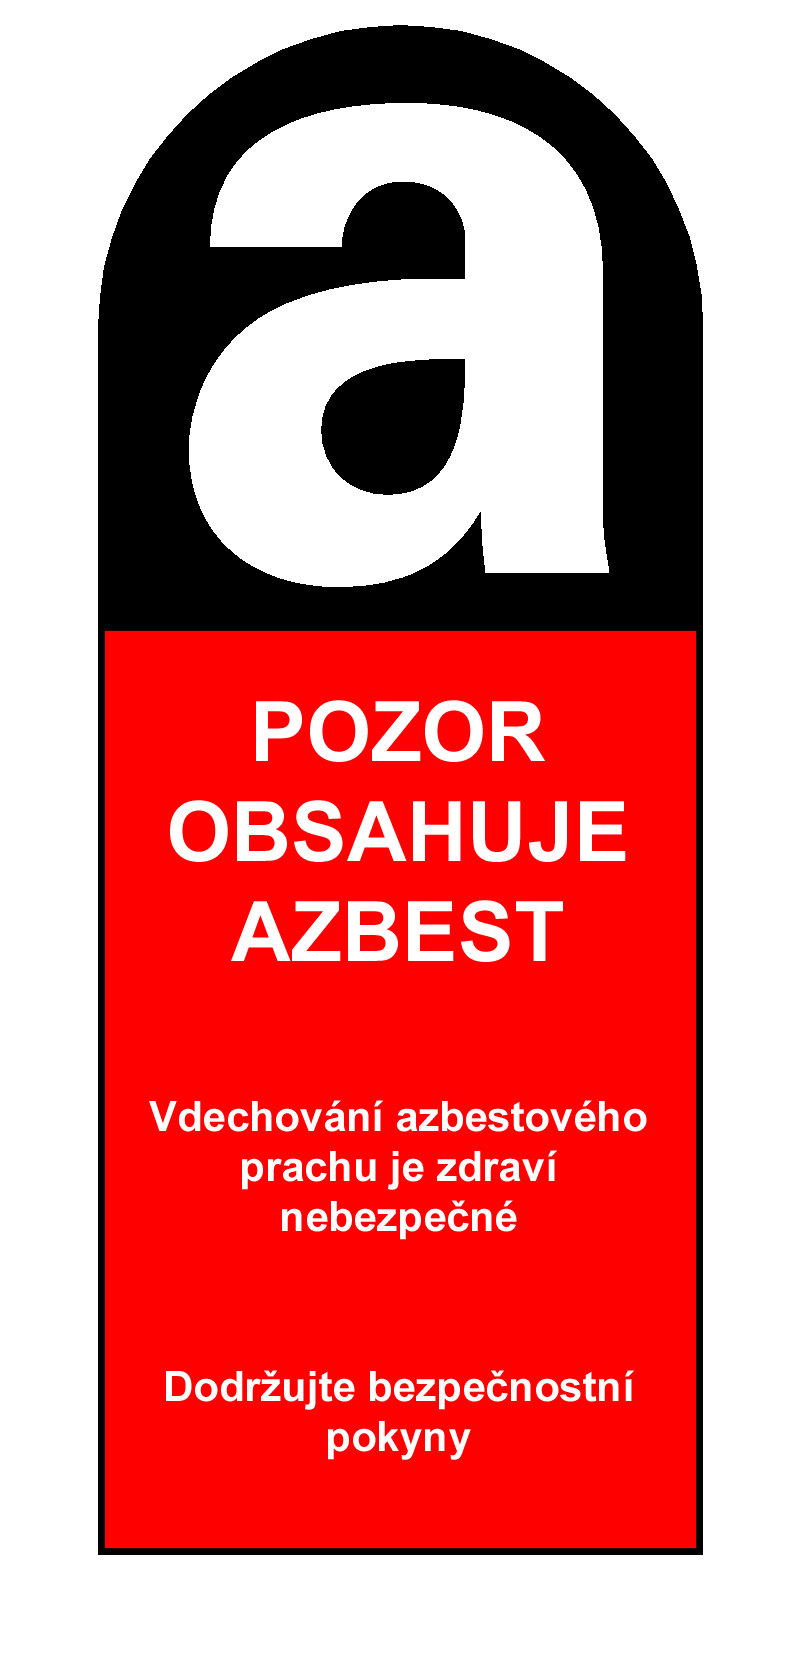 a
POZOR
OBSAHUJE
AZBEST
Vdechování azbestového
prachu je zdraví
nebezpečné
Dodržujte bezpečnostní
pokyny